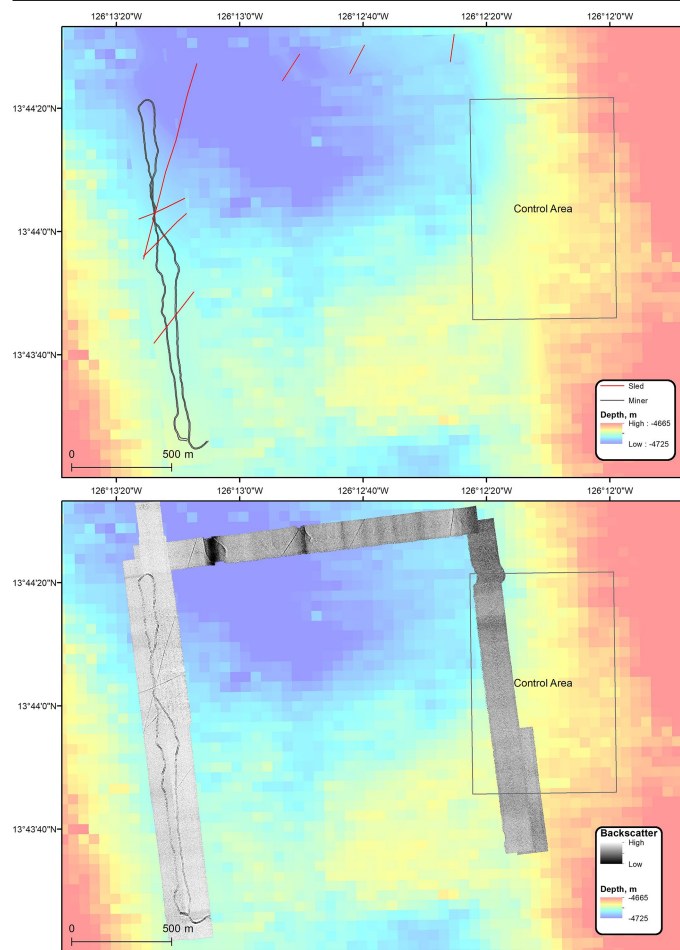 126°13'20"W 126°13'0"W 126°12'40"W 126°12'20"W 126°12'0"W
13°44'20"N
Control Area
13°44'0"N
13°43'40"N
Sled
Miner
Depth, m
High : -4665
Low : -4725
0 500 m
126°13'20"W 126°13'0"W 126°12'40"W 126°12'20"W 126°12'0"W
13°44'20"N
Control Area
13°44'0"N
13°43'40"N
Backscatter
High
Low
Depth, m
-4665
-4725
0 500 m